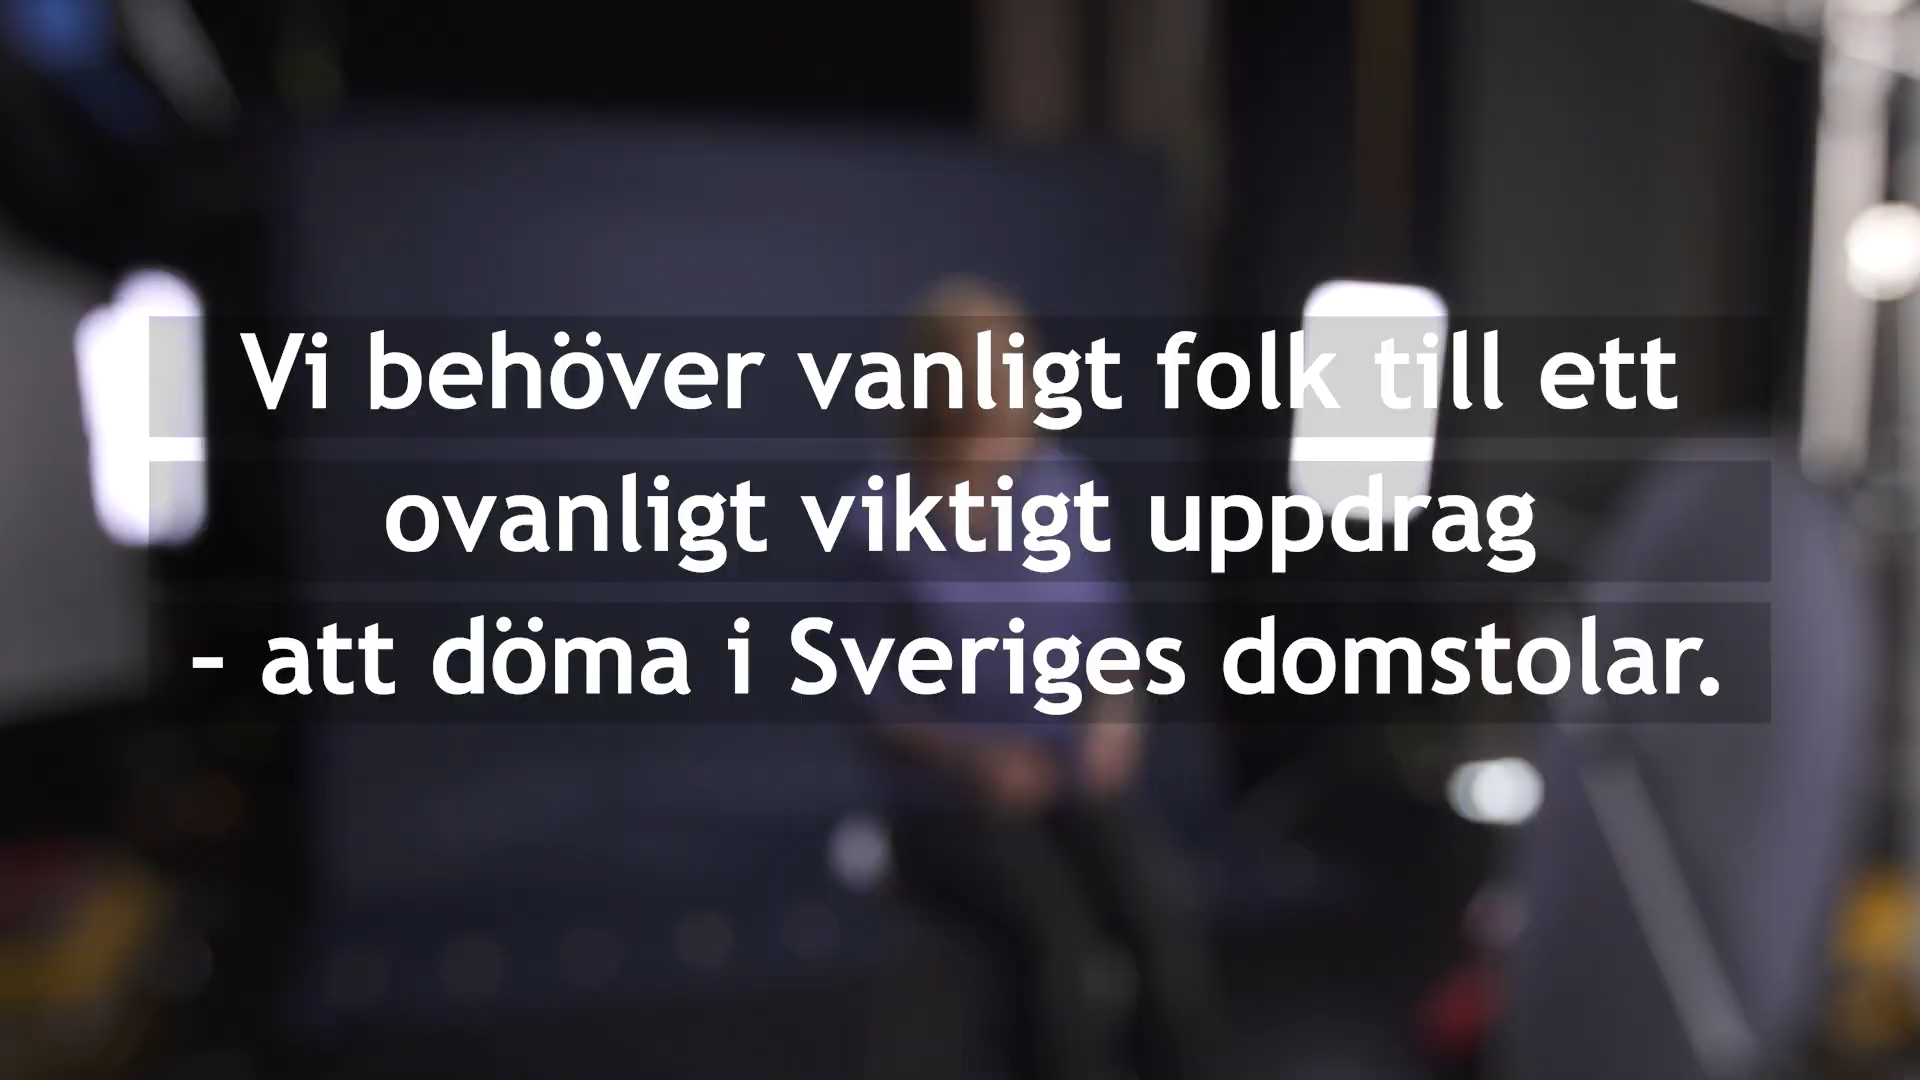 Vi behöver vanligt folk till ett
ovanligt viktigt uppdrag
– att döma i Sveriges domstolar.